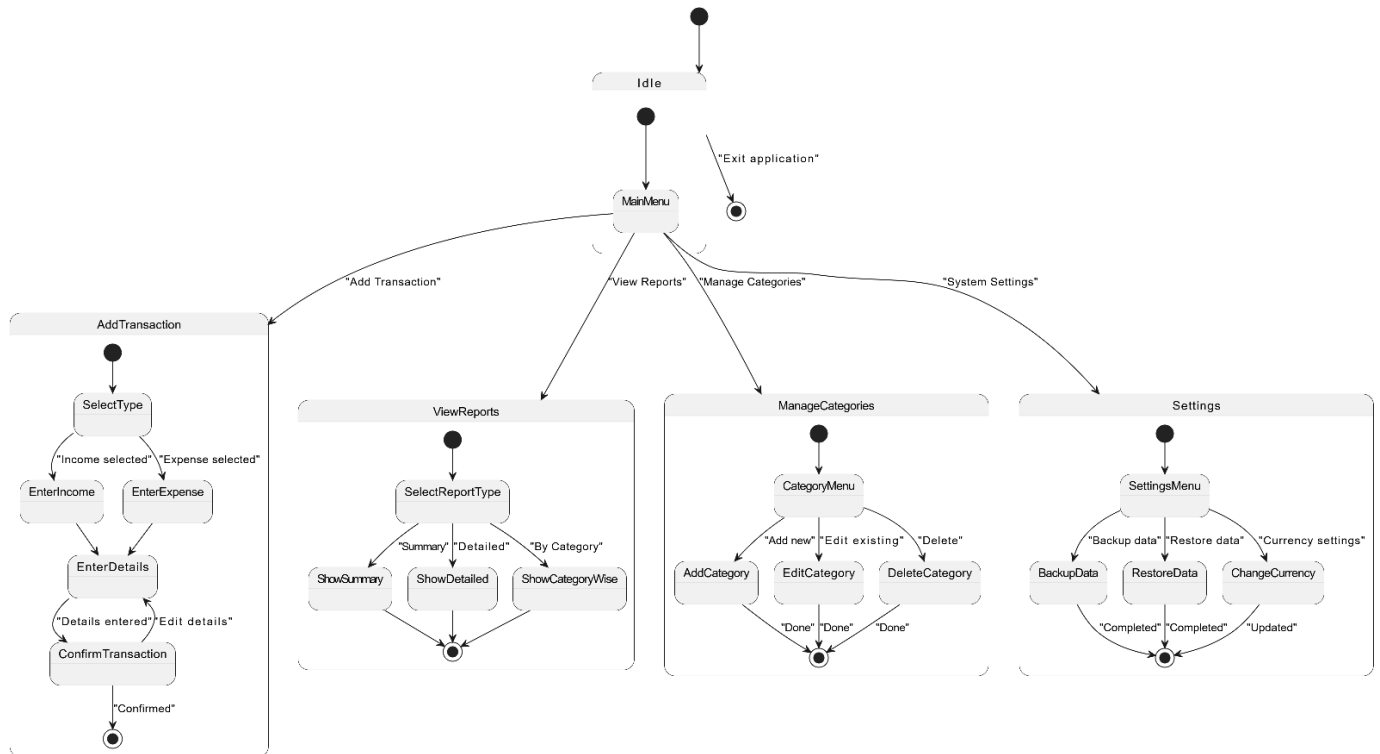 Idle
"Exit application"
MainMenu
"Add Transaction"
"View Reports"
"Manage Categories"
"System Settings"
AddTransaction
SelectType
"Income selected"
"Expense selected"
EnterIncome
EnterExpense
EnterDetails
"Details entered"
"Edit details"
ConfirmTransaction
"Confirmed"
ViewReports
SelectReportType
"Summary"
"Detailed"
"By Category"
ShowSummary
ShowDetailed
ShowCategoryWise
ManageCategories
CategoryMenu
"Add new"
"Edit existing"
"Delete"
AddCategory
EditCategory
DeleteCategory
"Done"
"Done"
"Done"
Settings
SettingsMenu
"Backup data"
"Restore data"
"Currency settings"
BackupData
RestoreData
ChangeCurrency
"Completed"
"Completed"
"Updated"